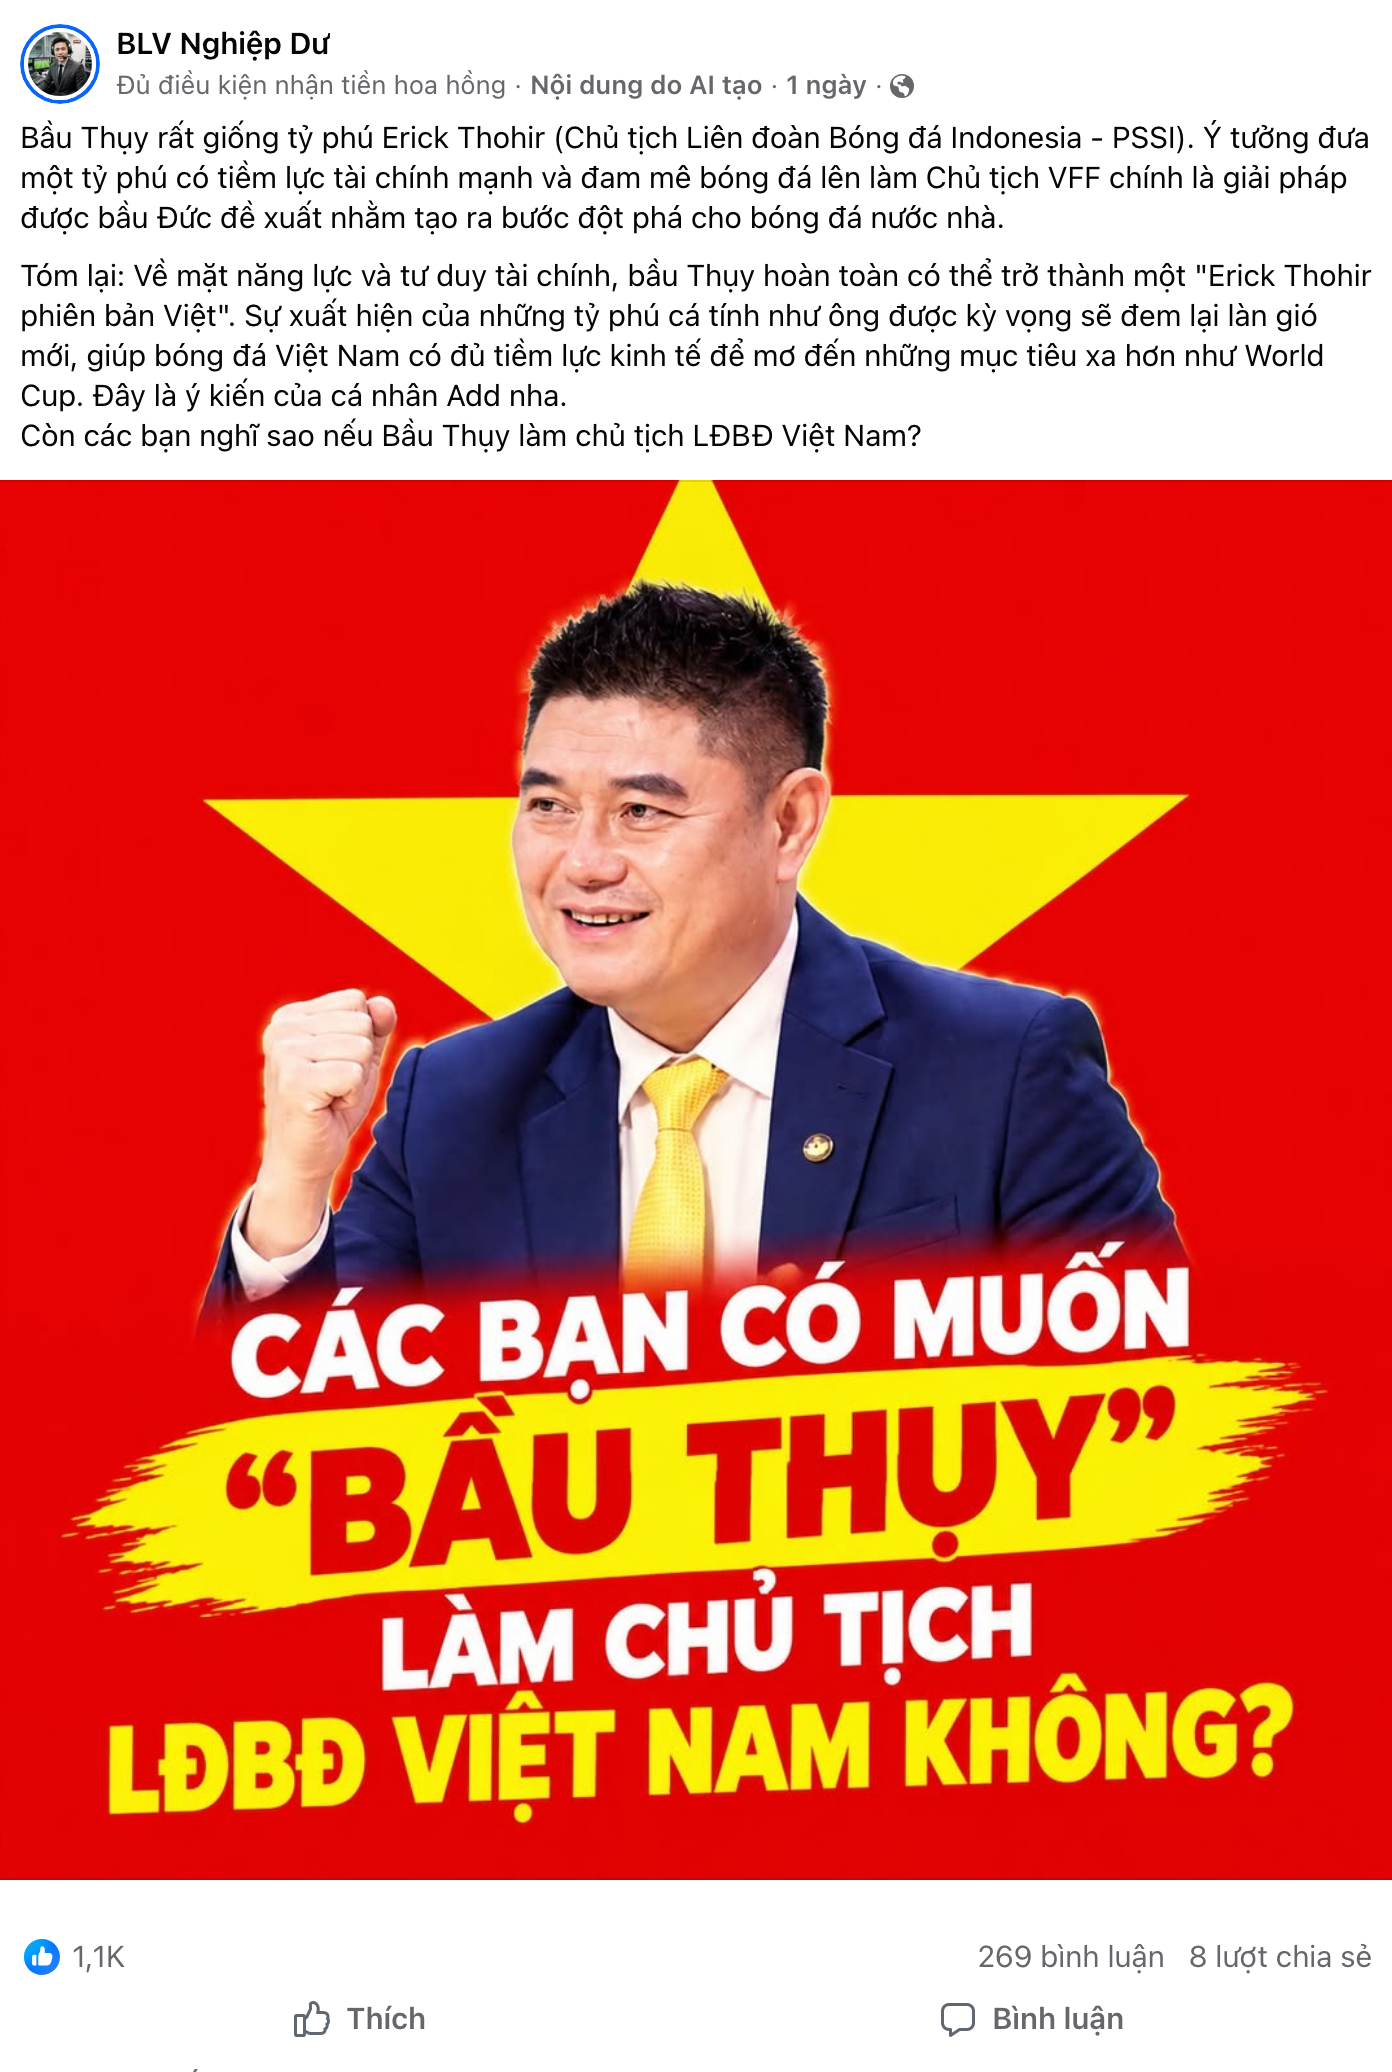 BLV Nghiệp Dư
Đủ điều kiện nhận tiền hoa hồng · Nội dung do AI tạo · 1 ngày ·
Bầu Thụy rất giống tỷ phú Erick Thohir (Chủ tịch Liên đoàn Bóng đá Indonesia - PSSI). Ý tưởng đưa
một tỷ phú có tiềm lực tài chính mạnh và đam mê bóng đá lên làm Chủ tịch VFF chính là giải pháp
được bầu Đức đề xuất nhằm tạo ra bước đột phá cho bóng đá nước nhà.
Tóm lại: Về mặt năng lực và tư duy tài chính, bầu Thụy hoàn toàn có thể trở thành một "Erick Thohir
phiên bản Việt". Sự xuất hiện của những tỷ phú cá tính như ông được kỳ vọng sẽ đem lại làn gió
mới, giúp bóng đá Việt Nam có đủ tiềm lực kinh tế để mơ đến những mục tiêu xa hơn như World
Cup. Đây là ý kiến của cá nhân Add nha.
Còn các bạn nghĩ sao nếu Bầu Thụy làm chủ tịch LĐBĐ Việt Nam?
CÁC BẠN CÓ MUỐN
“BẦU THỤY”
LÀM CHỦ TỊCH
LĐBĐ VIỆT NAM KHÔNG?
1,1K
269 bình luận 8 lượt chia sẻ
Thích
Bình luận